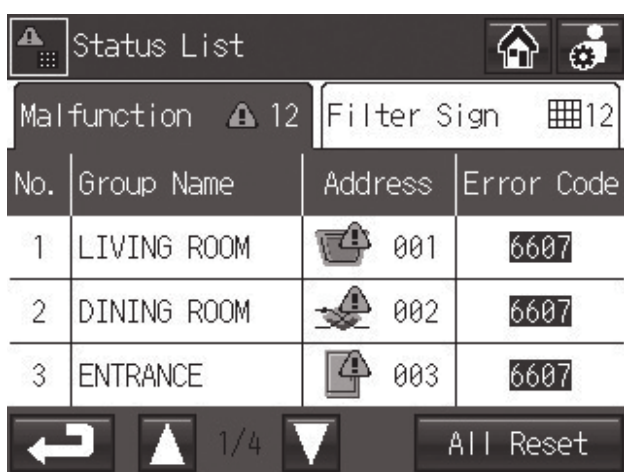 Status List
Malfunction 12 Filter Sign 12
No. Group Name Address Error Code
1 LIVING ROOM 001 6607
2 DINING ROOM 002 6607
3 ENTRANCE 003 6607
1/4 All Reset